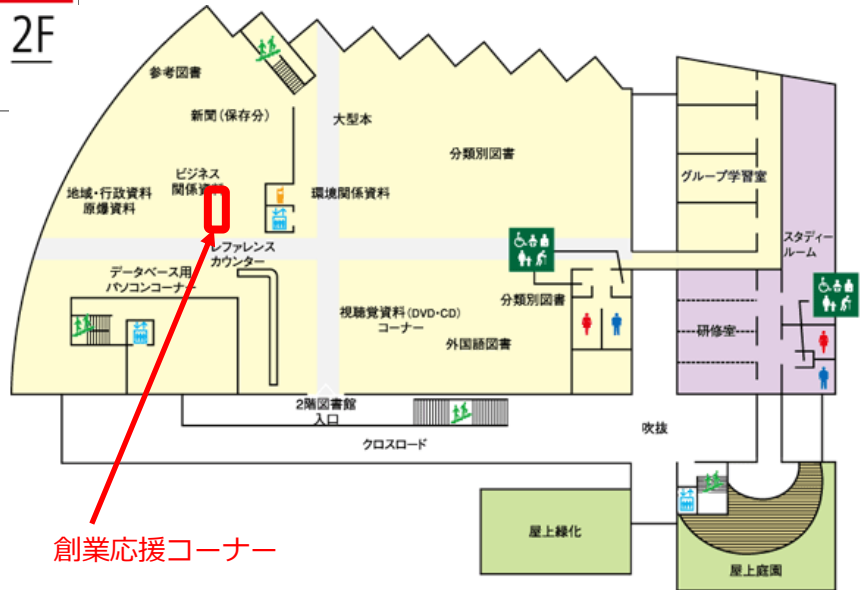 2F
参考図書
新聞(保存分)
大型本
分類別図書
ビジネス
関係資料
地域・行政資料
原爆資料
環境関係資料
グループ学習室
スタディー
ルーム
レファレンス
カウンター
データベース用
パソコンコーナー
視聴覚資料(DVD・CD)
コーナー
分類別図書
外国語図書
研修室
2階図書館
入口
クロスロード
吹抜
屋上緑化
屋上庭園
創業応援コーナー